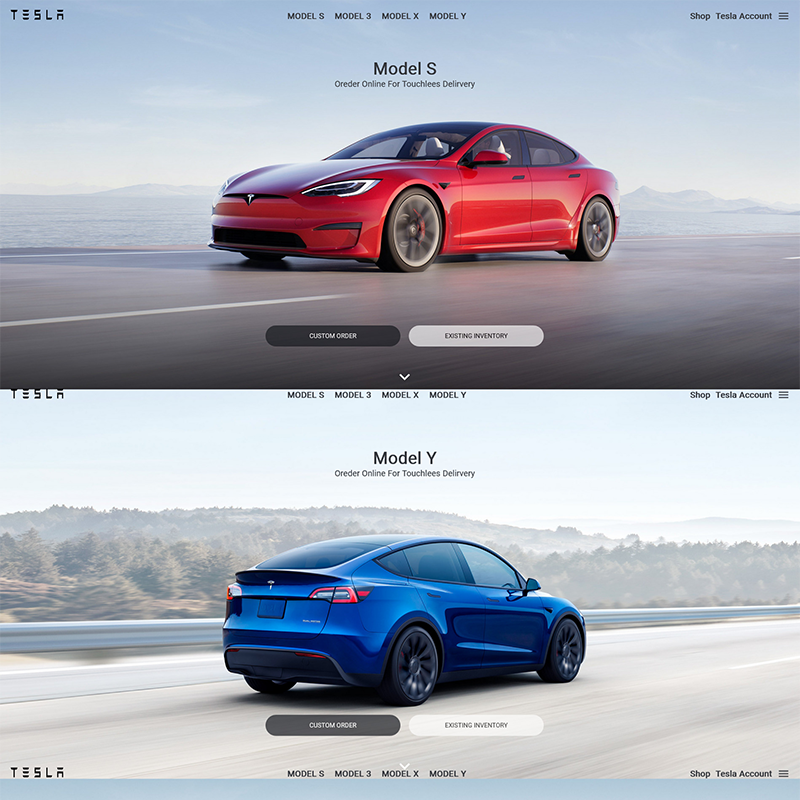 TESLA MODEL S MODEL 3 MODEL X MODEL Y Shop Tesla Account
Model S
Oreder Online For Touchlees Delirvery
CUSTOM ORDER EXISTING INVENTORY
TESLA MODEL S MODEL 3 MODEL X MODEL Y Shop Tesla Account
Model Y
Oreder Online For Touchlees Delirvery
CUSTOM ORDER EXISTING INVENTORY
TESLA MODEL S MODEL 3 MODEL X MODEL Y Shop Tesla Account